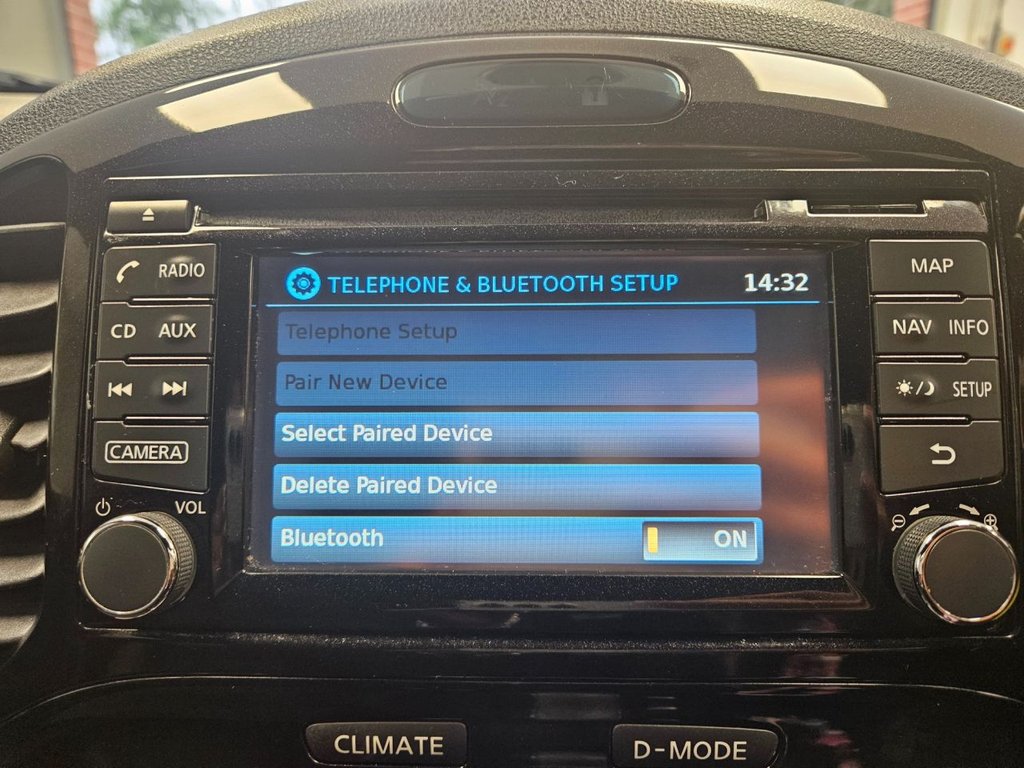 TELEPHONE & BLUETOOTH SETUP 14:32
Telephone Setup
Pair New Device
Select Paired Device
Delete Paired Device
Bluetooth ON
RADIO
CD AUX
CAMERA
VOL
MAP
NAV INFO
SETUP
CLIMATE
D-MODE